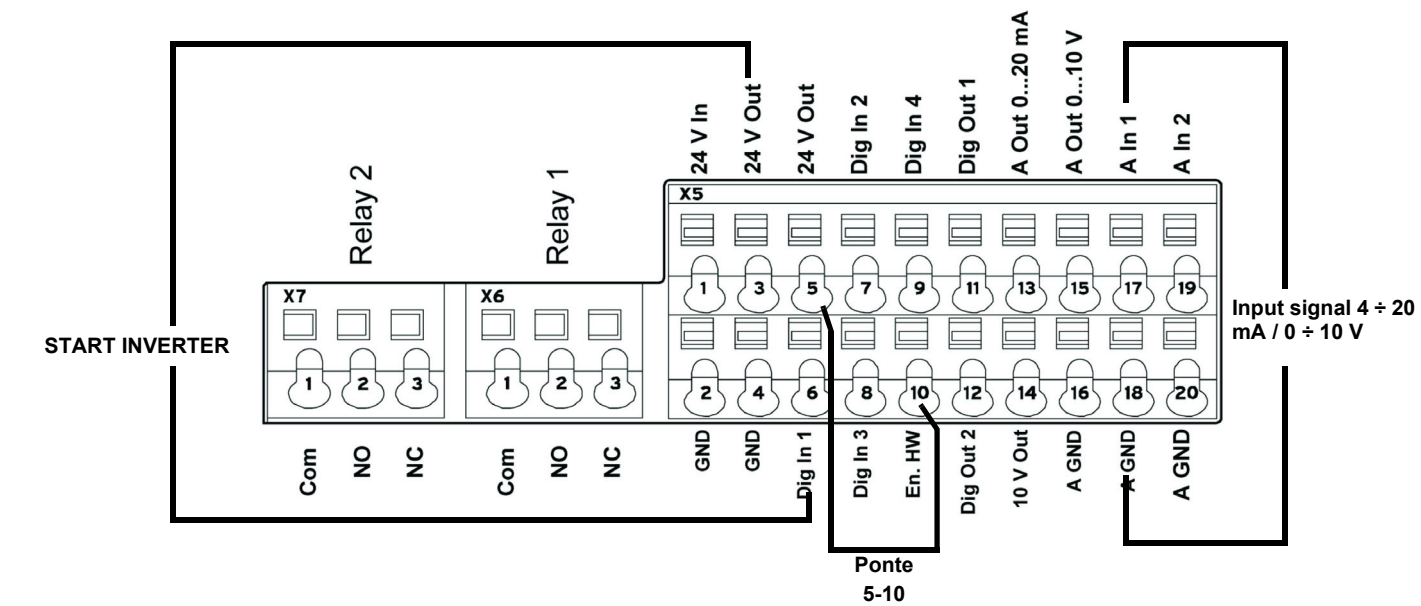 24 V In
24 V Out
24 V Out
Dig In 2
Dig In 4
Dig Out 1
A Out 0...20 mA
A Out 0...10 V
A In 1
A In 2
Relay 2
Relay 1
X5
1 3 5 7 9 11 13 15 17 19
X7
X6
START INVERTER
Input signal 4 ÷ 20
mA / 0 ÷ 10 V
1 2 3
1 2 3
2 4 6 8 10 12 14 16 18 20
Com
NO
NC
Com
NO
NC
GND
GND
Dig In 1
Dig In 3
En. HW
Dig Out 2
10 V Out
A GND
A GND
A GND
Ponte
5-10